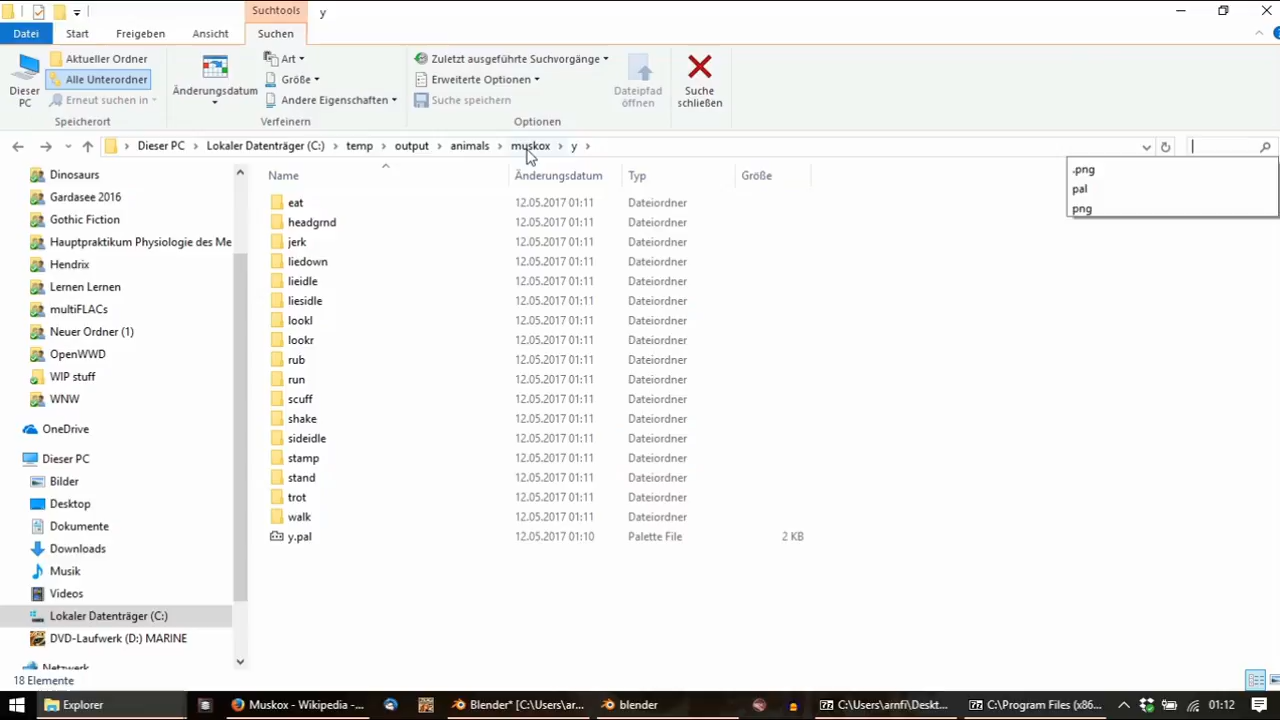 Suchtools
y
Datei Start Freigeben Ansicht Suchen
Dieser PC
Aktueller Ordner
Alle Unterordner
Erneut suchen in
Speicherort
Änderungsdatum
Art
Größe
Andere Eigenschaften
Verfeinern
Zuletzt ausgeführte Suchvorgänge
Erweiterte Optionen
Suche speichern
Dateipfad öffnen
Optionen
Suche schließen
Dieser PC Lokaler Datenträger (C:) temp output animals muskox y
.png
pal
png
Dinosaurs
Gardasee 2016
Gothic Fiction
Hauptpraktikum Physiologie des Me
Hendrix
Lernen Lernen
multiFLACs
Neuer Ordner (1)
OpenWWD
WIP stuff
WNW
OneDrive
Dieser PC
Bilder
Desktop
Dokumente
Downloads
Musik
Videos
Lokaler Datenträger (C:)
DVD-Laufwerk (D:) MARINE
Netzwerk
Name Änderungsdatum Typ Größe
eat 12.05.2017 01:11 Dateiordner
headgrnd 12.05.2017 01:11 Dateiordner
jerk 12.05.2017 01:11 Dateiordner
liedown 12.05.2017 01:11 Dateiordner
lieidle 12.05.2017 01:11 Dateiordner
liesidle 12.05.2017 01:11 Dateiordner
lookl 12.05.2017 01:11 Dateiordner
lookr 12.05.2017 01:11 Dateiordner
rub 12.05.2017 01:11 Dateiordner
run 12.05.2017 01:11 Dateiordner
scuff 12.05.2017 01:11 Dateiordner
shake 12.05.2017 01:11 Dateiordner
sideidle 12.05.2017 01:11 Dateiordner
stamp 12.05.2017 01:11 Dateiordner
stand 12.05.2017 01:11 Dateiordner
trot 12.05.2017 01:11 Dateiordner
walk 12.05.2017 01:11 Dateiordner
y.pal 12.05.2017 01:10 Palette File 2 KB
18 Elemente
Explorer Muskox - Wikipedia -... Blender* [C:\Users\ar... blender C:\Users\arnfi\Deskt... C:\Program Files (x86... 01:12